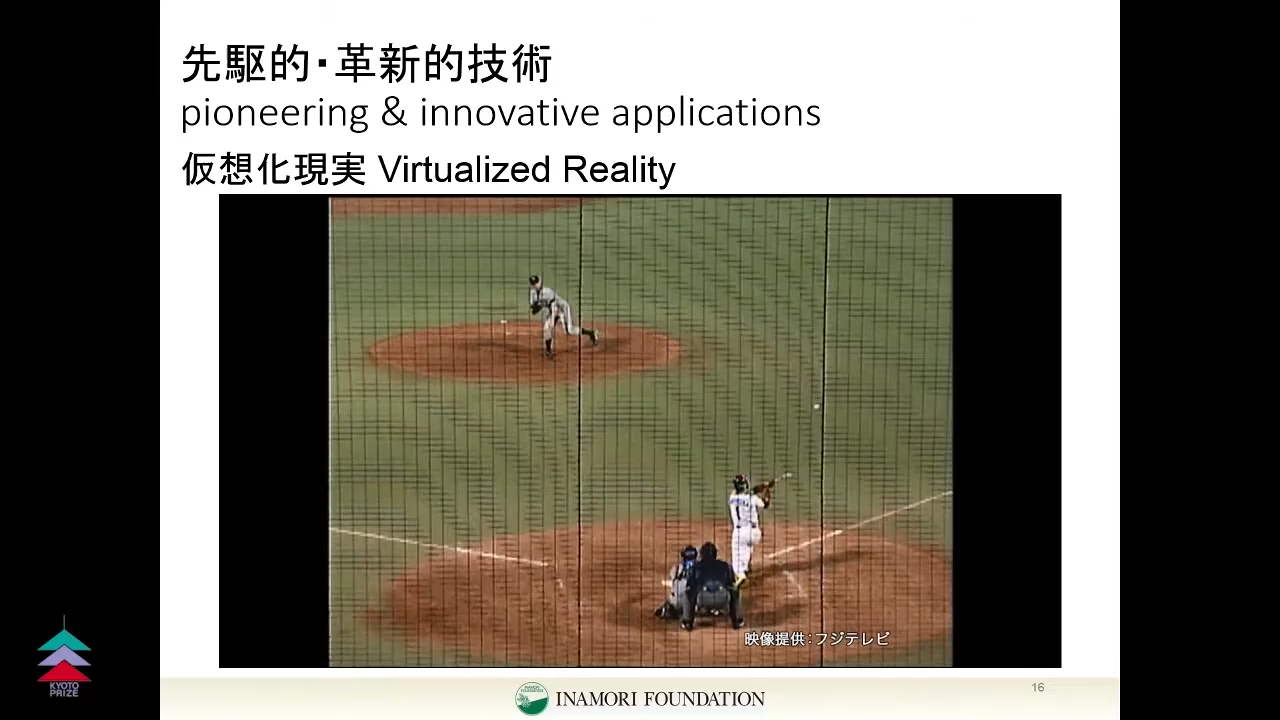 先駆的・革新的技術
pioneering & innovative applications
仮想化現実 Virtualized Reality
映像提供：フジテレビ
KYOTO
PRIZE
INAMORI FOUNDATION
16